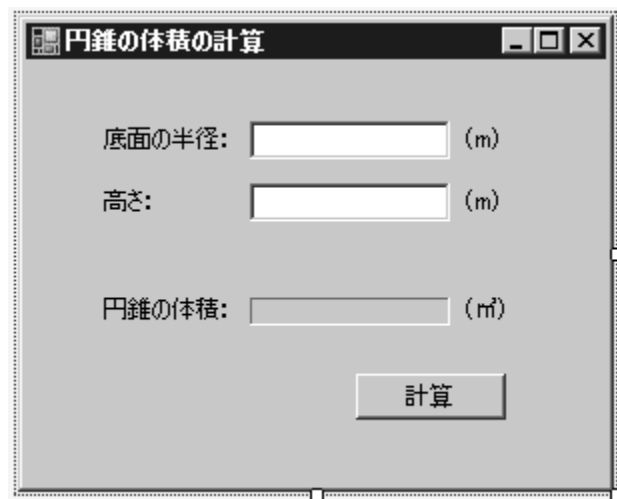 円錐の体積の計算
底面の半径: (m)
高さ: (m)
円錐の体積: (㎥)
計算